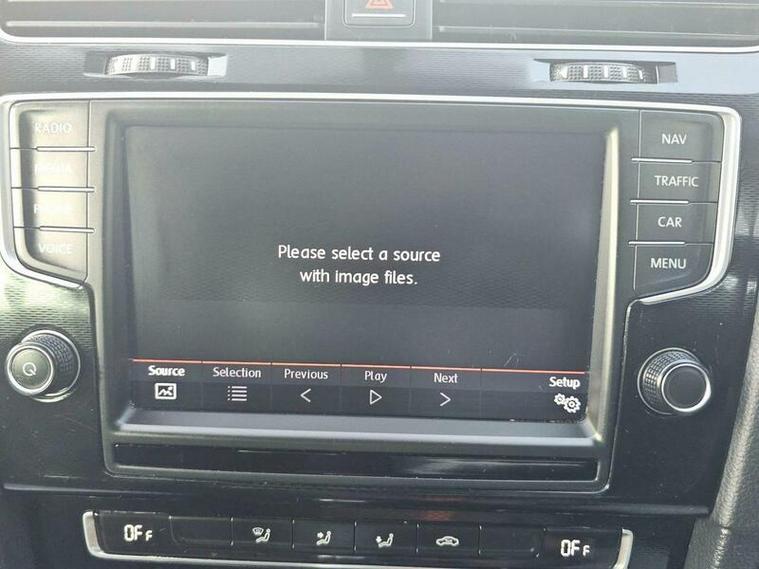 RADIO
MEDIA
PHONE
VOICE
NAV
TRAFFIC
CAR
MENU
Please select a source
with image files.
Source
Selection
Previous
Play
Next
Setup
OFF
OFF